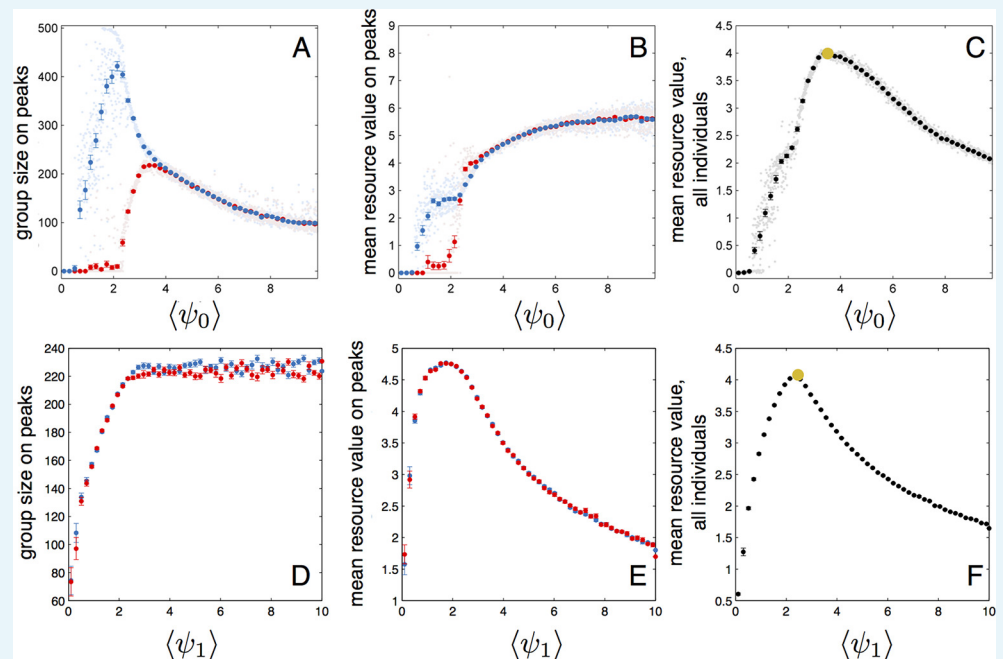 A
group size on peaks
500
400
300
200
100
0
0 2 4 6 8
⟨ψ0⟩
B
mean resource value on peaks
9
8
7
6
5
4
3
2
1
0
0 2 4 6 8
⟨ψ0⟩
C
mean resource value,
all individuals
4.5
4
3.5
3
2.5
2
1.5
1
0.5
0
0 2 4 6 8
⟨ψ0⟩
D
group size on peaks
240
220
200
180
160
140
120
100
80
60
0 2 4 6 8 10
⟨ψ1⟩
E
mean resource value on peaks
5
4.5
4
3.5
3
2.5
2
1.5
1
0 2 4 6 8 10
⟨ψ1⟩
F
mean resource value,
all individuals
4.5
4
3.5
3
2.5
2
1.5
1
0.5
0 2 4 6 8 10
⟨ψ1⟩